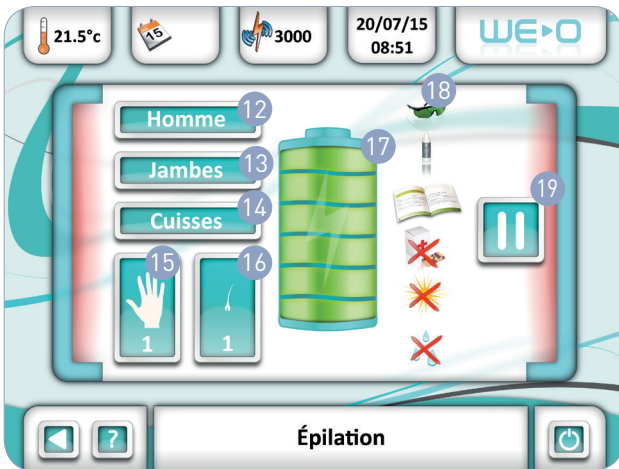 21.5°c
15
3000
20/07/15
08:51
WE▸O
Homme 12
Jambes 13
Cuisses 14
15
1
16
1
17
18
19
?
Épilation